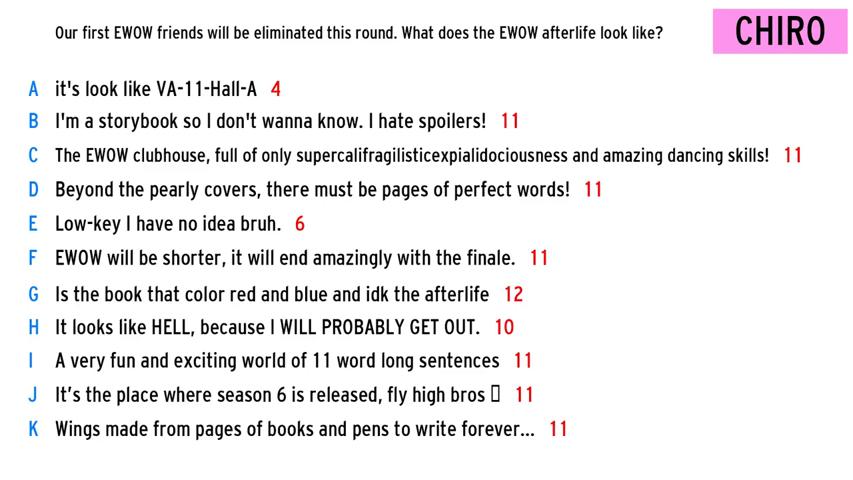 Our first EWOW friends will be eliminated this round. What does the EWOW afterlife look like?
CHIRO
A it's look like VA-11-Hall-A 4
B I'm a storybook so I don't wanna know. I hate spoilers! 11
C The EWOW clubhouse, full of only supercalifragilisticexpialidociousness and amazing dancing skills! 11
D Beyond the pearly covers, there must be pages of perfect words! 11
E Low-key I have no idea bruh. 6
F EWOW will be shorter, it will end amazingly with the finale. 11
G Is the book that color red and blue and idk the afterlife 12
H It looks like HELL, because I WILL PROBABLY GET OUT. 10
I A very fun and exciting world of 11 word long sentences 11
J It’s the place where season 6 is released, fly high bros 11
K Wings made from pages of books and pens to write forever... 11